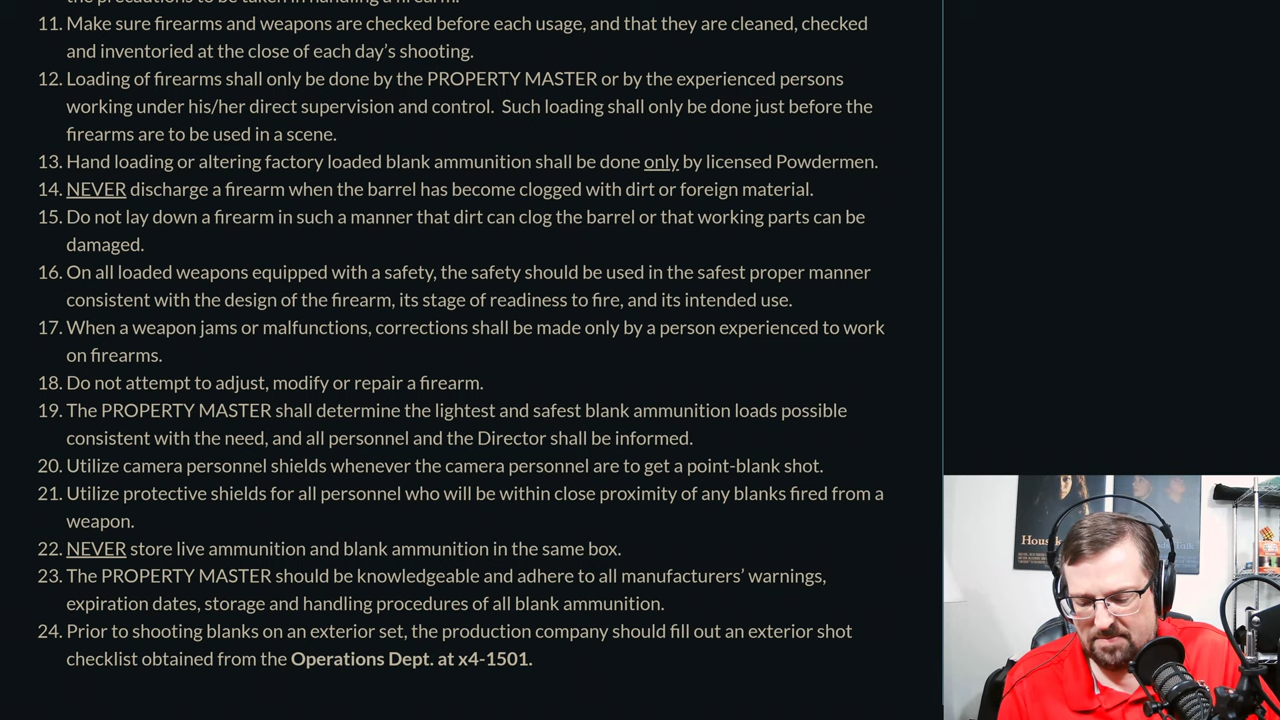 11. Make sure firearms and weapons are checked before each usage, and that they are cleaned, checked
and inventoried at the close of each day's shooting.
12. Loading of firearms shall only be done by the PROPERTY MASTER or by the experienced persons
working under his/her direct supervision and control.  Such loading shall only be done just before the
firearms are to be used in a scene.
13. Hand loading or altering factory loaded blank ammunition shall be done only by licensed Powdermen.
14. NEVER discharge a firearm when the barrel has become clogged with dirt or foreign material.
15. Do not lay down a firearm in such a manner that dirt can clog the barrel or that working parts can be
damaged.
16. On all loaded weapons equipped with a safety, the safety should be used in the safest proper manner
consistent with the design of the firearm, its stage of readiness to fire, and its intended use.
17. When a weapon jams or malfunctions, corrections shall be made only by a person experienced to work
on firearms.
18. Do not attempt to adjust, modify or repair a firearm.
19. The PROPERTY MASTER shall determine the lightest and safest blank ammunition loads possible
consistent with the need, and all personnel and the Director shall be informed.
20. Utilize camera personnel shields whenever the camera personnel are to get a point-blank shot.
21. Utilize protective shields for all personnel who will be within close proximity of any blanks fired from a
weapon.
22. NEVER store live ammunition and blank ammunition in the same box.
23. The PROPERTY MASTER should be knowledgeable and adhere to all manufacturers' warnings,
expiration dates, storage and handling procedures of all blank ammunition.
24. Prior to shooting blanks on an exterior set, the production company should fill out an exterior shot
checklist obtained from the Operations Dept. at x4-1501.